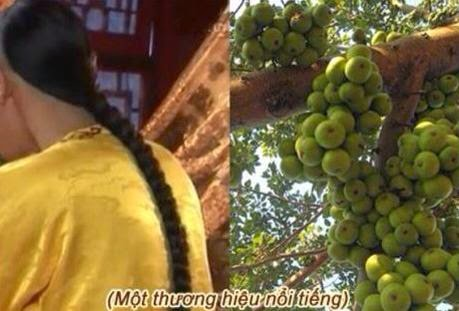 (Một thương hiệu nổi tiếng)